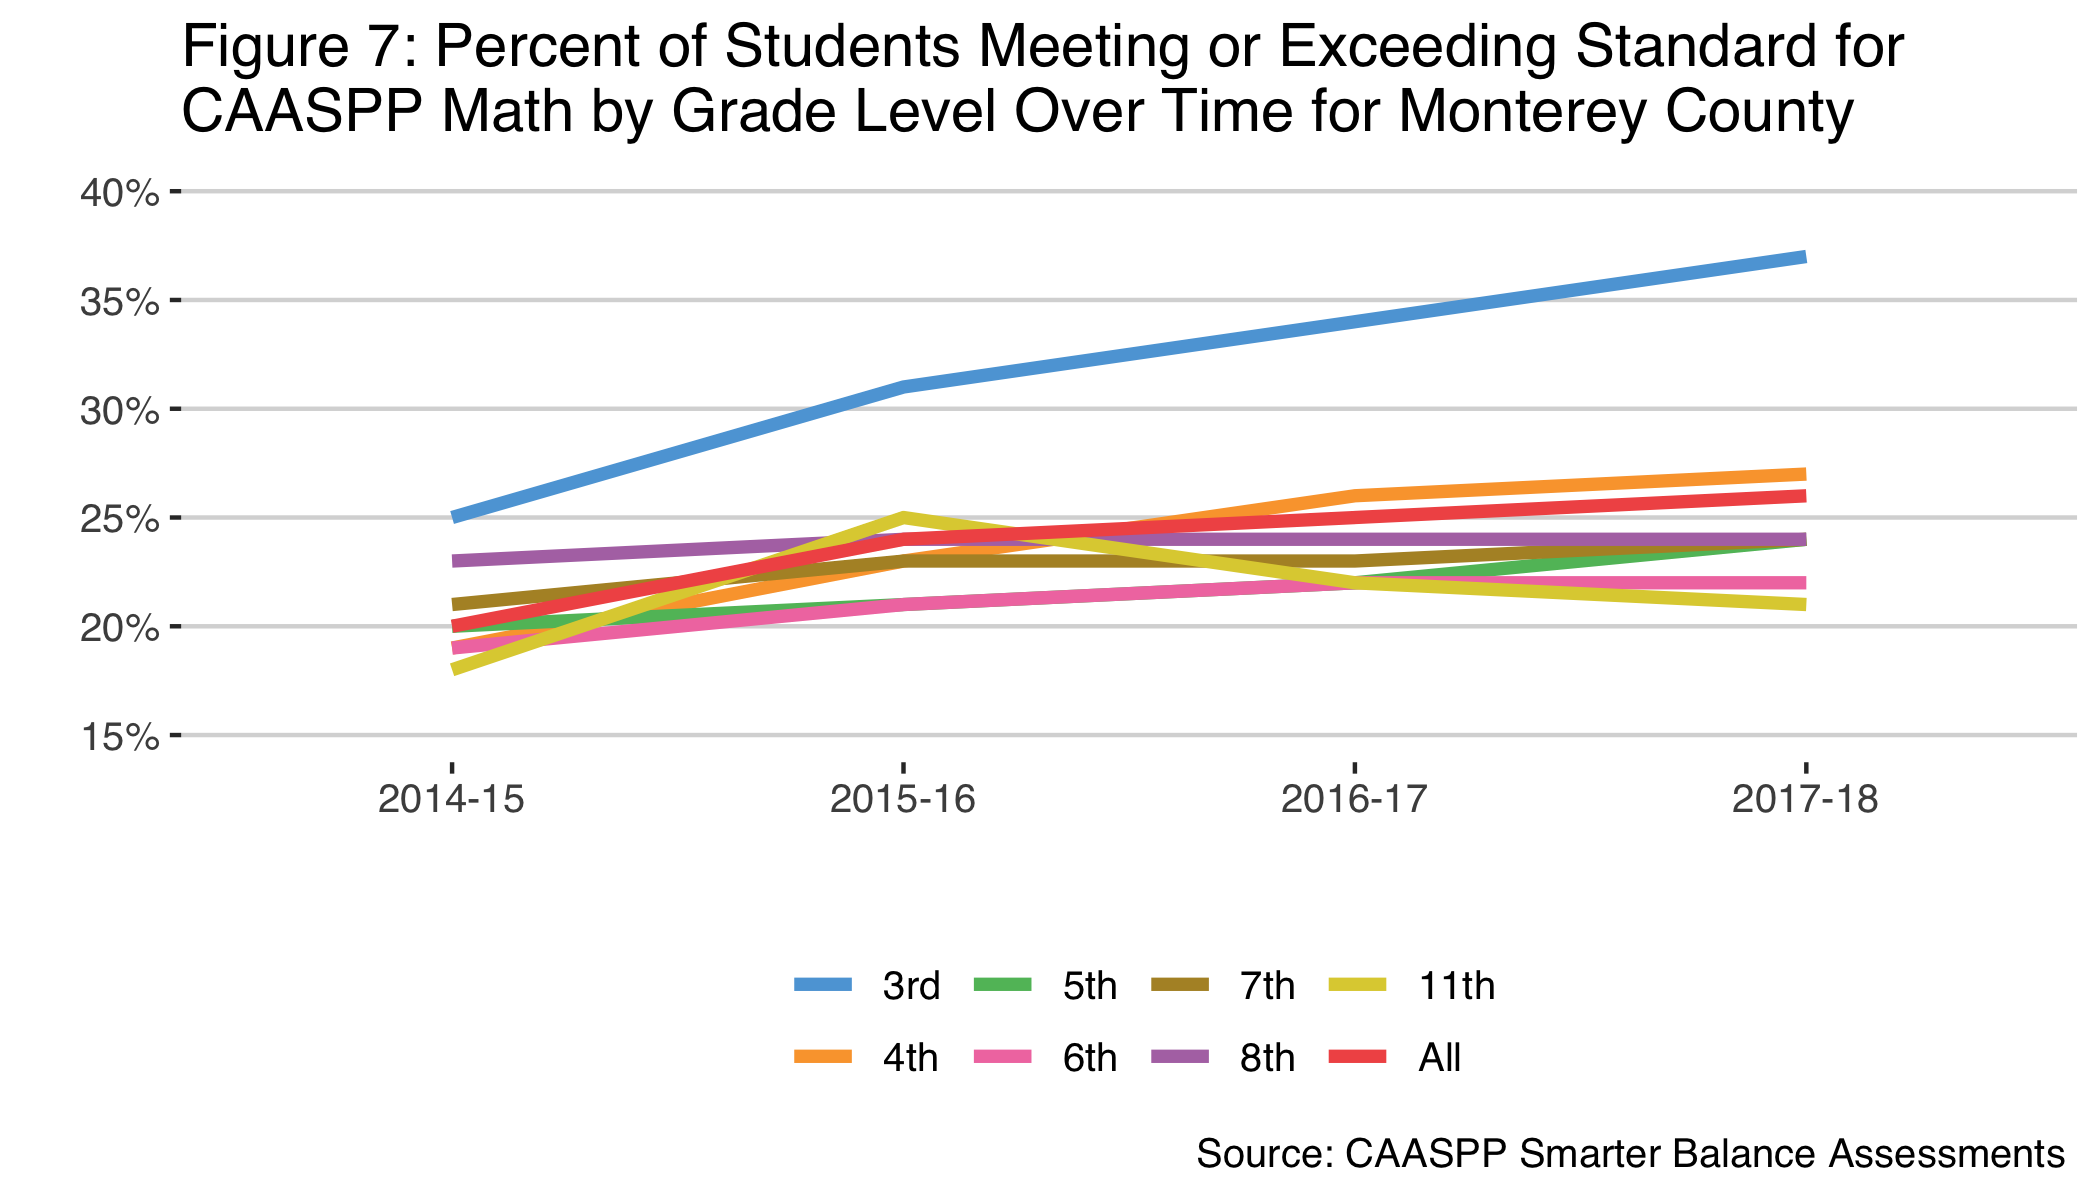 Figure 7: Percent of Students Meeting or Exceeding Standard for
CAASPP Math by Grade Level Over Time for Monterey County
40%
35%
30%
25%
20%
15%
2014-15 2015-16 2016-17 2017-18
3rd 5th 7th 11th
4th 6th 8th All
Source: CAASPP Smarter Balance Assessments